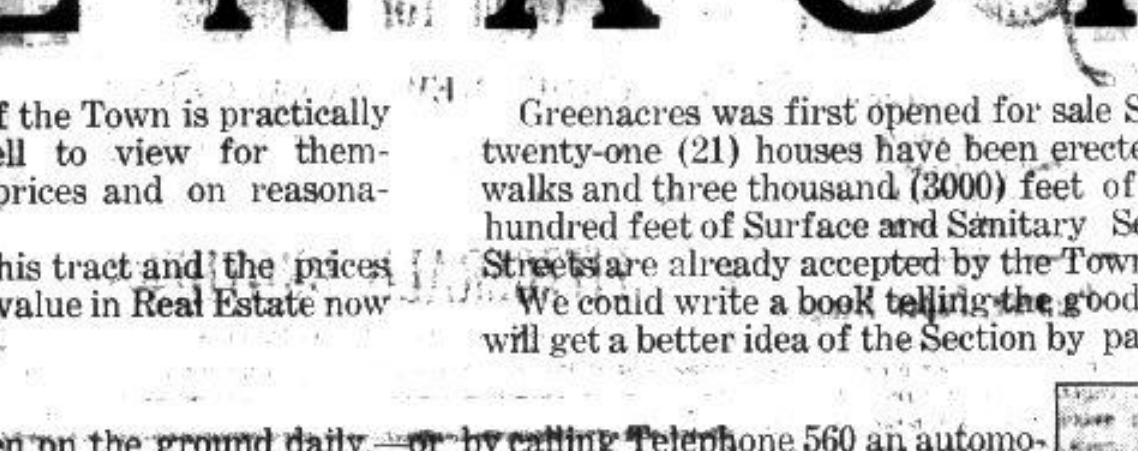 ENAC
f the Town is practically
ell to view for them-
prices and on reasona-
his tract and the prices
value in Real Estate now
Greenacres was first opened for sale S
twenty-one (21) houses have been erecte
walks and three thousand (3000) feet of
hundred feet of Surface and Sanitary Se
Streets are already accepted by the Town
We could write a book telling the good
will get a better idea of the Section by pa
en on the ground daily,—or by calling Telephone 560 an automo-